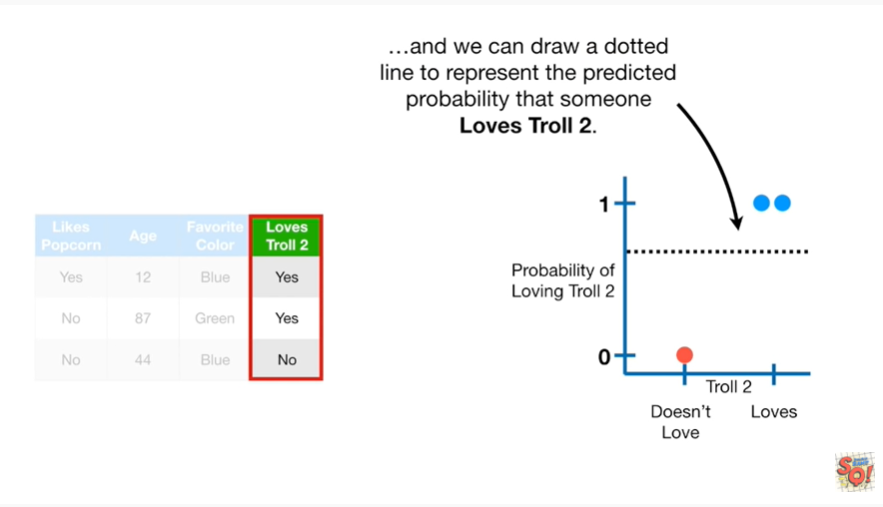 …and we can draw a dotted
line to represent the predicted
probability that someone
Loves Troll 2.
Likes Popcorn Age Favorite Color Loves Troll 2
Yes 12 Blue Yes
No 87 Green Yes
No 44 Blue No
1
Probability of
Loving Troll 2
0
Troll 2
Doesn't Love
Loves
SQ!